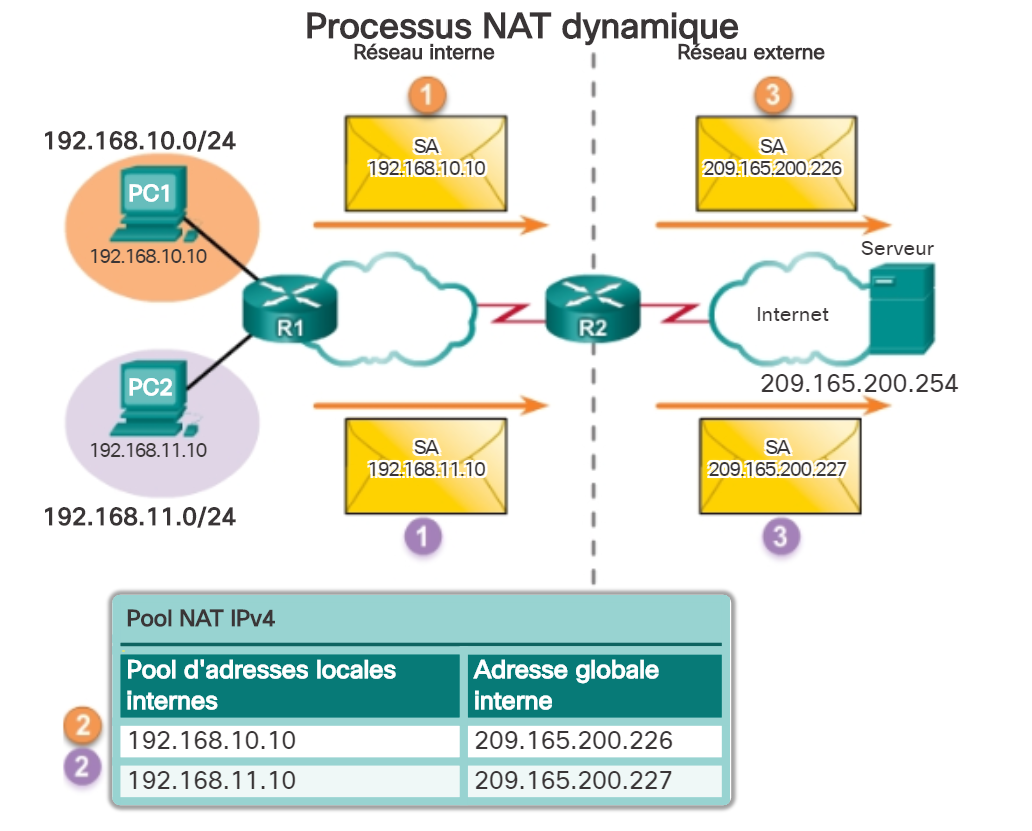 Processus NAT dynamique
Réseau interne
Réseau externe
1
3
192.168.10.0/24
SA
192.168.10.10
SA
209.165.200.226
PC1
192.168.10.10
Serveur
R1
R2
Internet
PC2
209.165.200.254
192.168.11.10
SA
192.168.11.10
SA
209.165.200.227
192.168.11.0/24
1
3
Pool NAT IPv4
Pool d'adresses locales
internes
Adresse globale
interne
2
192.168.10.10
209.165.200.226
2
192.168.11.10
209.165.200.227